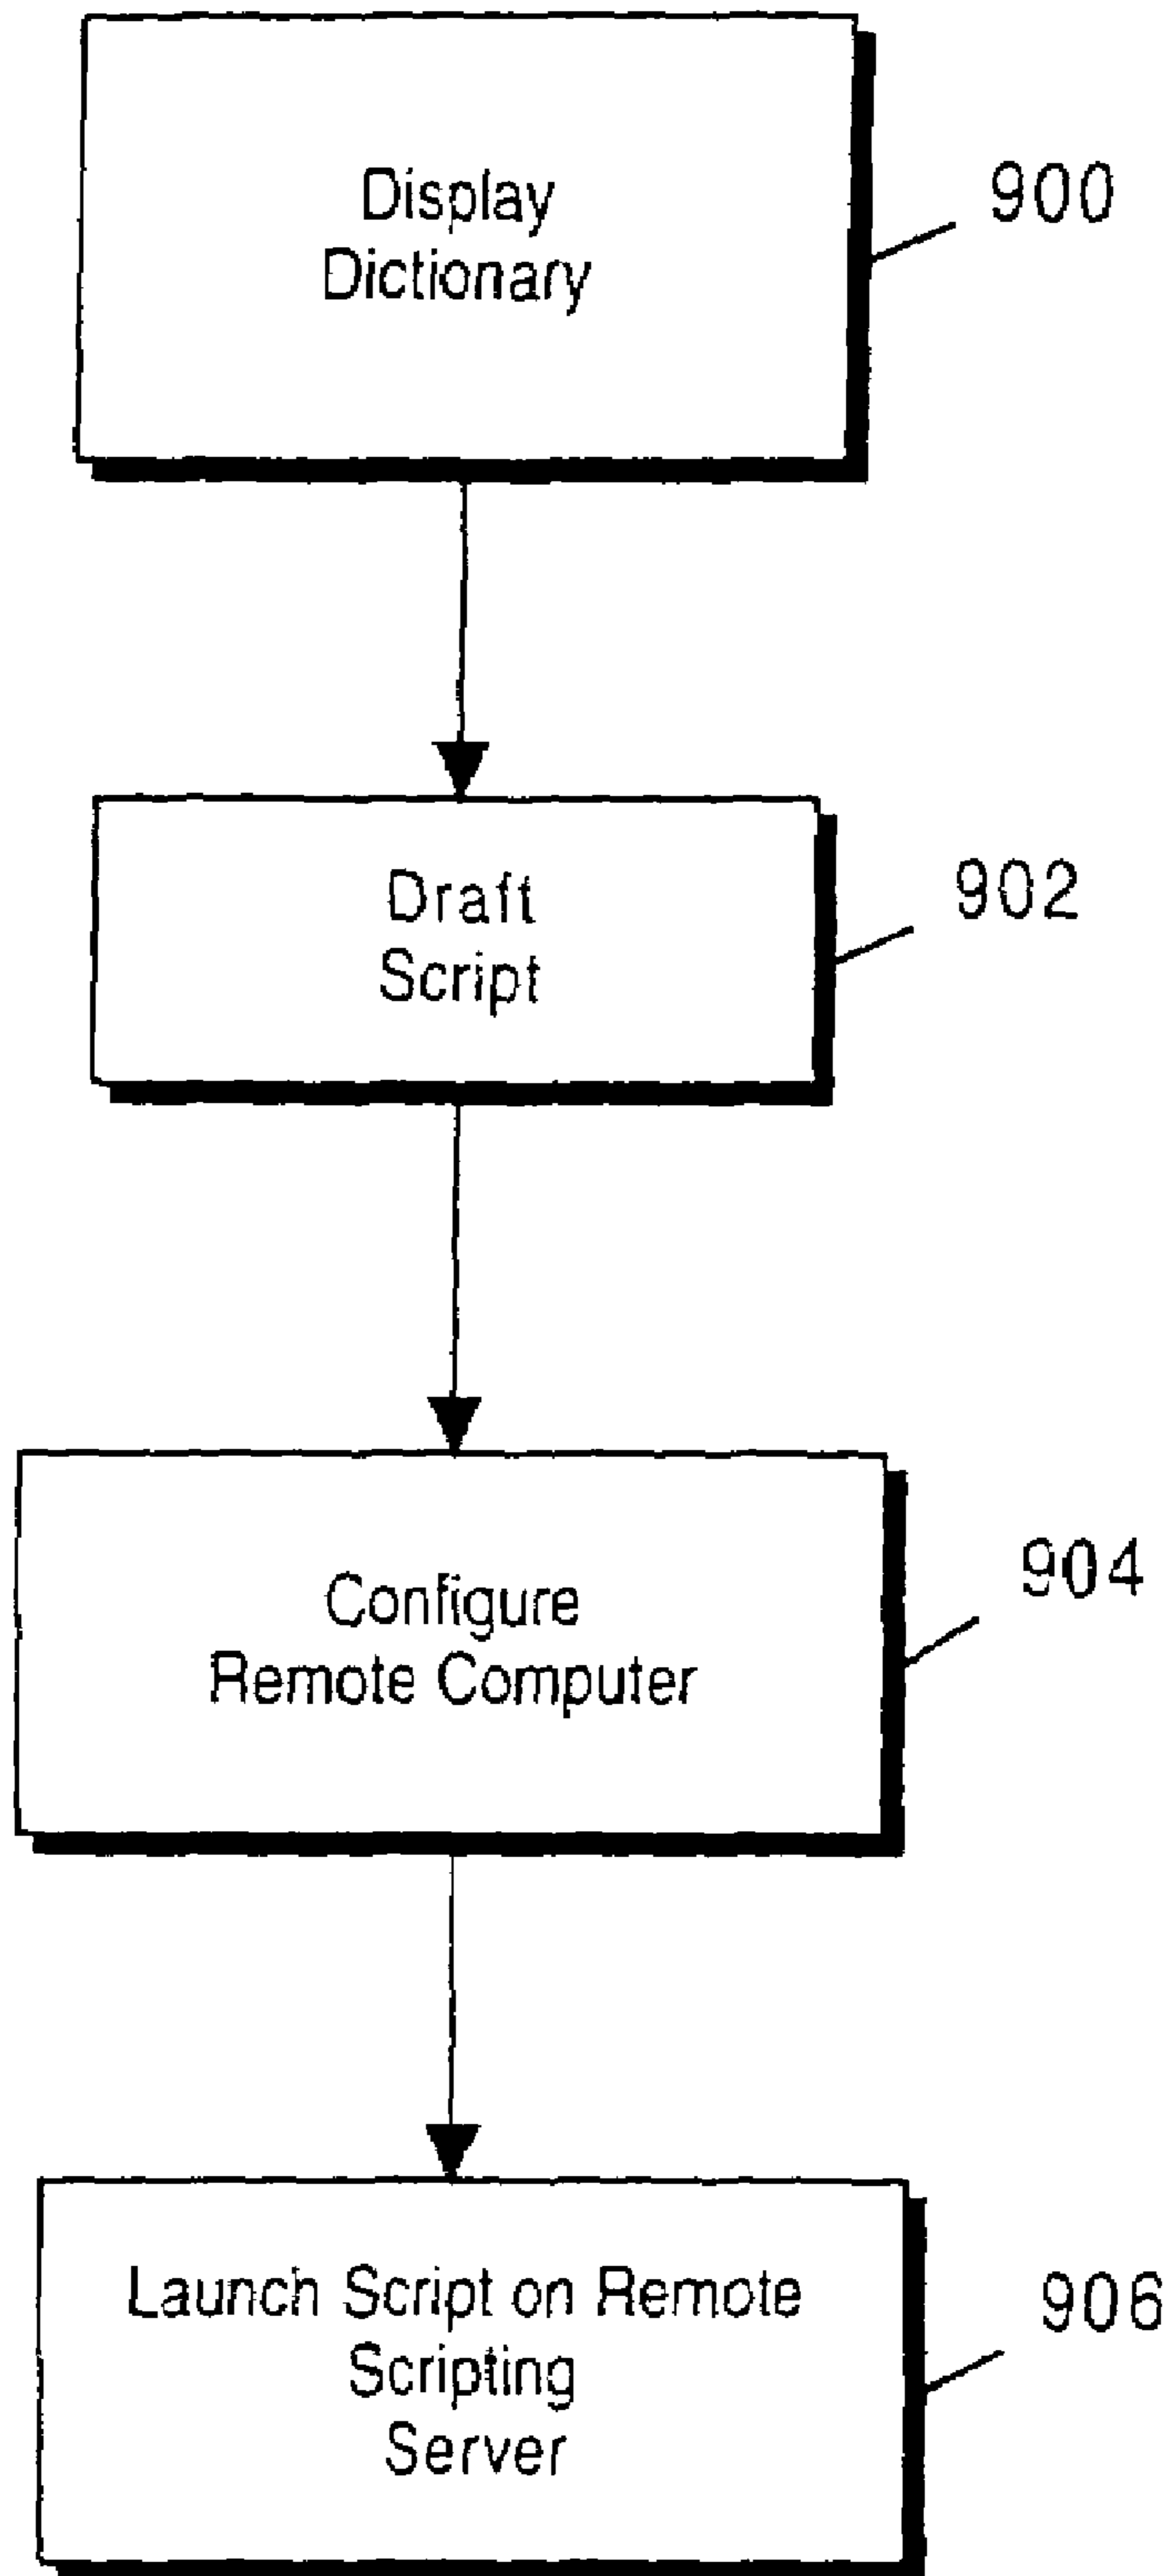 Display
Dictionary
900
Draft
Script
902
Configure
Remote Computer
904
Launch Script on Remote
Scripting
Server
906